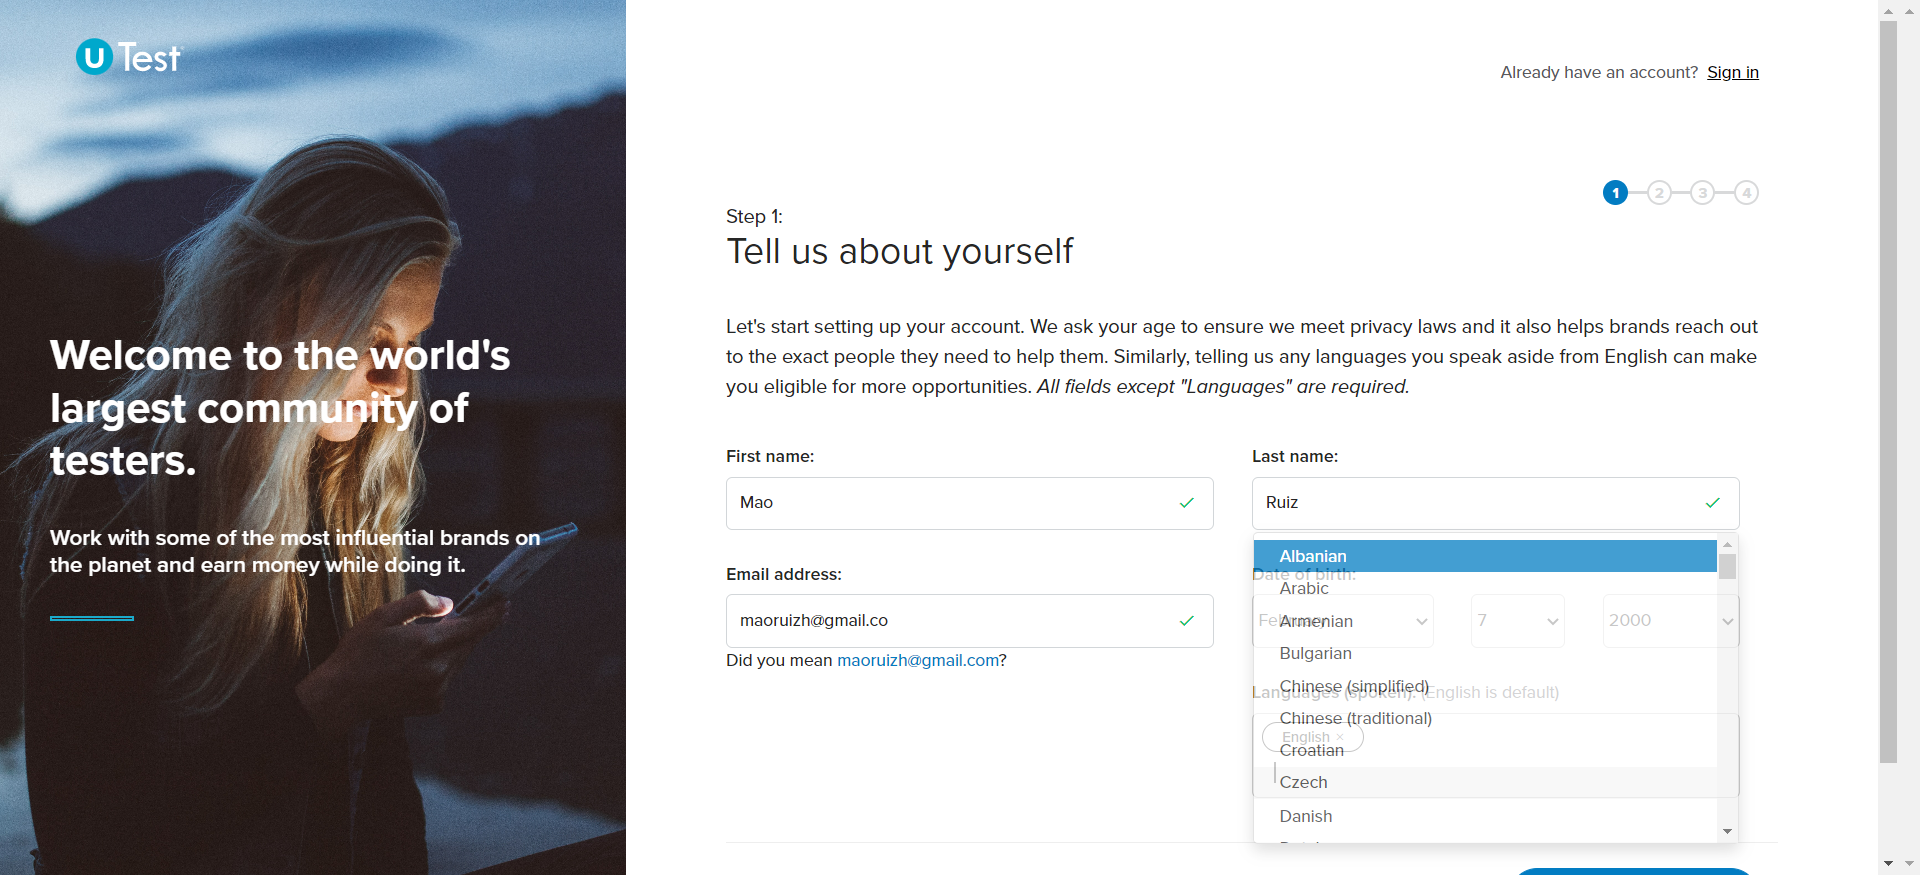 U Test
Already have an account? Sign in
1 2 3 4
Step 1:
Tell us about yourself
Let's start setting up your account. We ask your age to ensure we meet privacy laws and it also helps brands reach out
to the exact people they need to help them. Similarly, telling us any languages you speak aside from English can make
you eligible for more opportunities. All fields except "Languages" are required.
Welcome to the world's
largest community of
testers.
Work with some of the most influential brands on
the planet and earn money while doing it.
First name:
Mao
Last name:
Ruiz
Email address:
maoruizh@gmail.co
Did you mean maoruizh@gmail.com?
Date of birth:
February 7 2000
Languages (spoken): (English is default)
English ×
Albanian
Arabic
Armenian
Bulgarian
Chinese (simplified)
Chinese (traditional)
Croatian
Czech
Danish